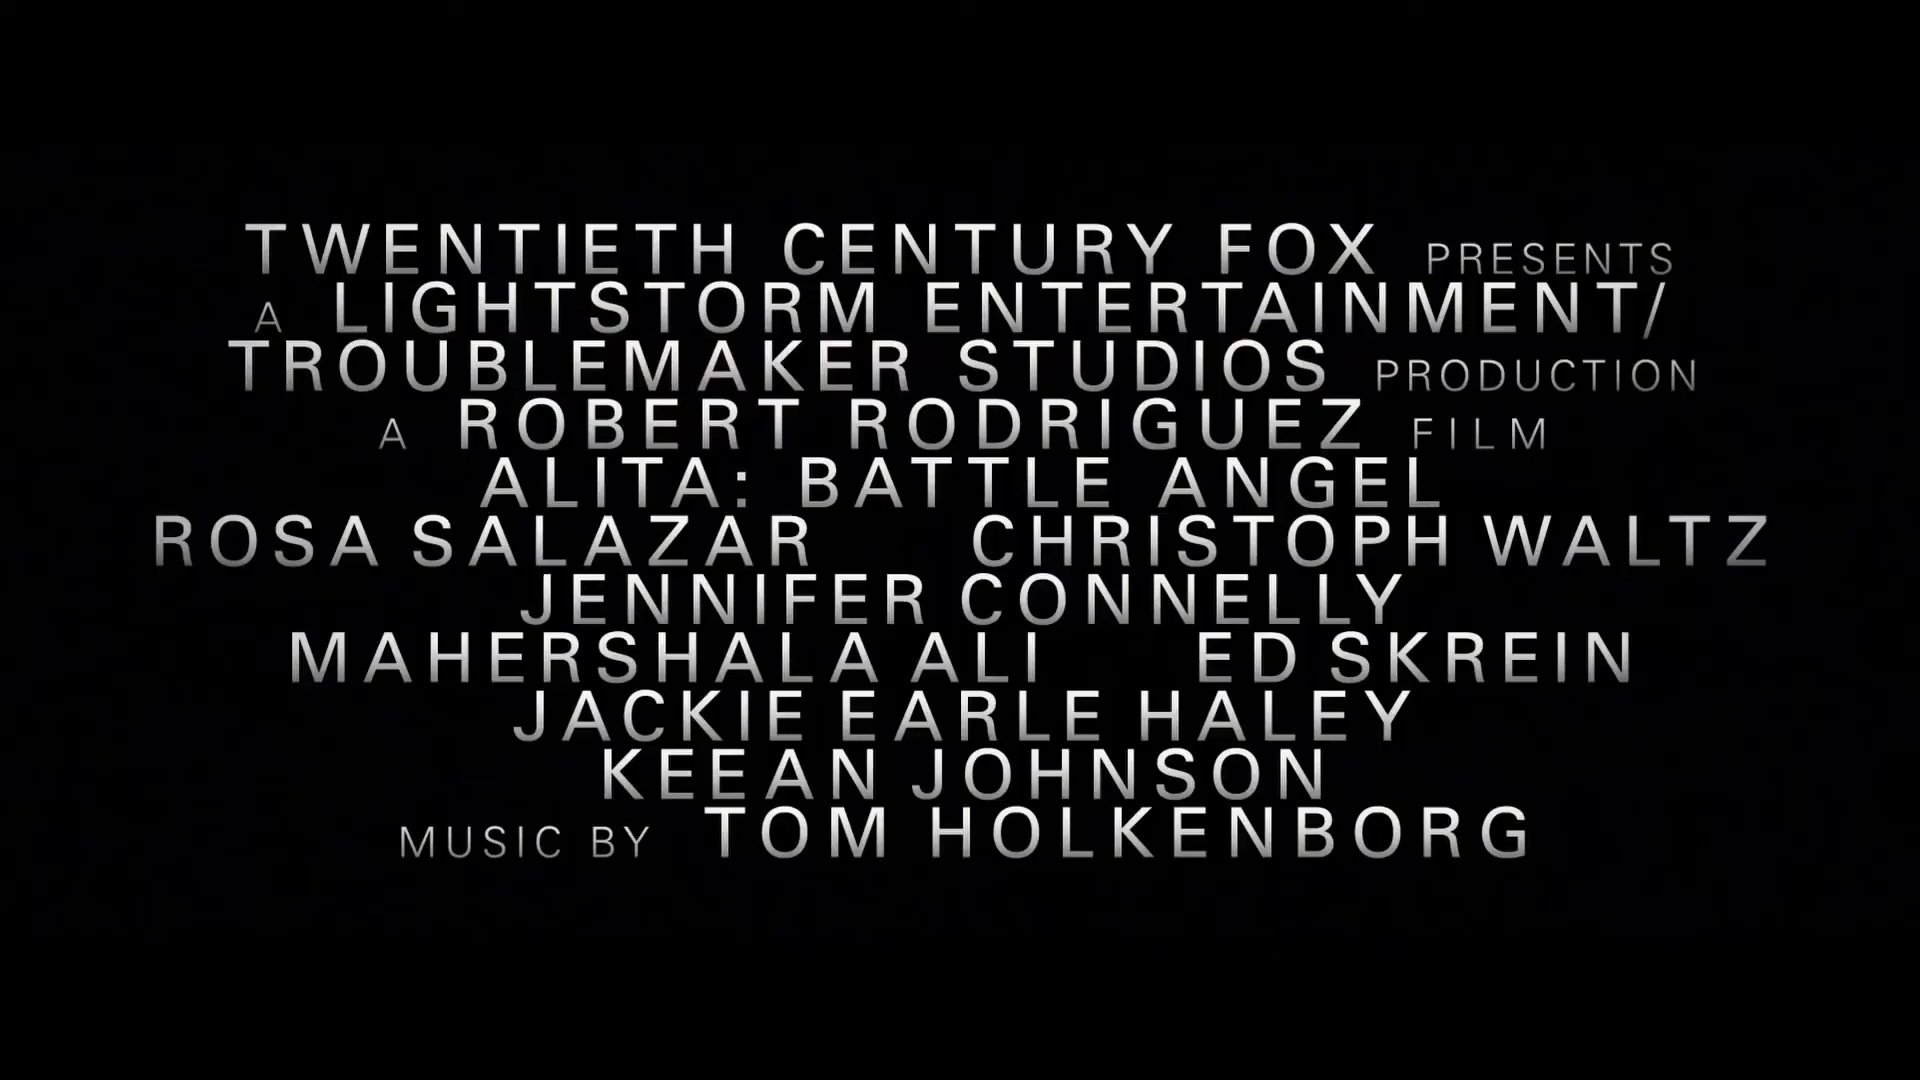 TWENTIETH CENTURY FOX PRESENTS
A LIGHTSTORM ENTERTAINMENT/
TROUBLEMAKER STUDIOS PRODUCTION
A ROBERT RODRIGUEZ FILM
ALITA: BATTLE ANGEL
ROSA SALAZAR CHRISTOPH WALTZ
JENNIFER CONNELLY
MAHERSHALA ALI ED SKREIN
JACKIE EARLE HALEY
KEEAN JOHNSON
MUSIC BY TOM HOLKENBORG